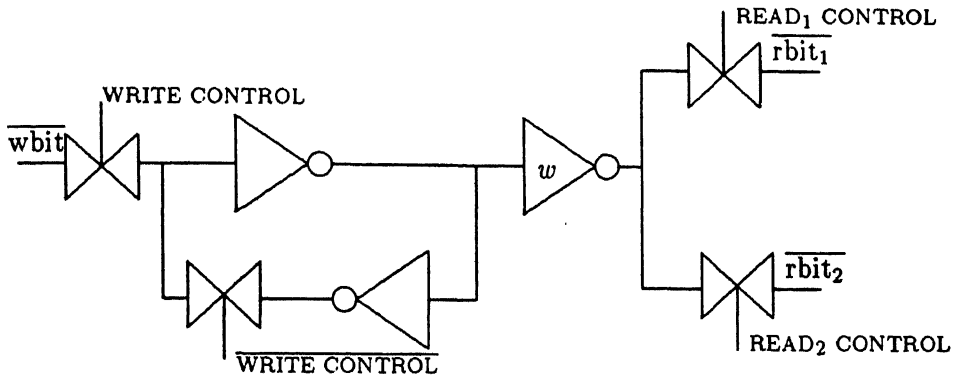 READ₁ CONTROL
rbit₁
WRITE CONTROL
wbit
w
rbit₂
WRITE CONTROL
READ₂ CONTROL